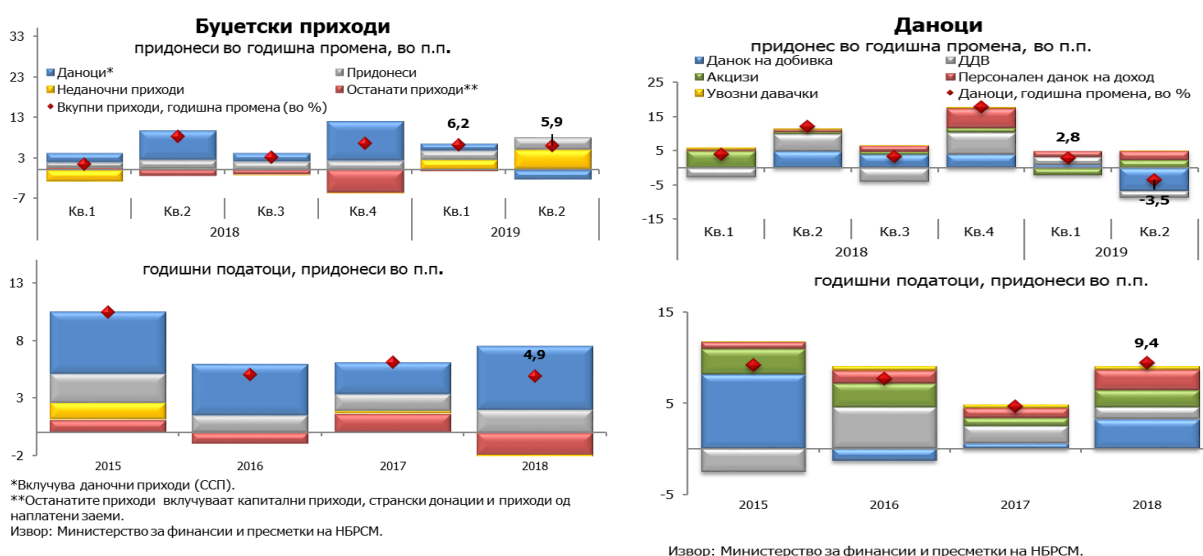 Буџетски приходи
придонеси во годишна промена, во п.п.
33
23
13
3
-7
Даноци*
Придонеси
Неданочни приходи
Останати приходи**
Вкупни приходи, годишна промена (во %)
6,2
5,9
Кв.1
Кв.2
Кв.3
Кв.4
Кв.1
Кв.2
2018
2019
годишни податоци, придонеси во п.п.
13
8
3
-2
4,9
2015
2016
2017
2018
*Вклучува даночни приходи (ССП).
**Останатите приходи вклучуваат капитални приходи, странски донации и приходи од
наплатени заеми.
Извор: Министерство за финансии и пресметки на НБРСМ.
Даноци
придонес во годишна промена, во п.п.
25
15
5
-5
-15
Данок на добивка
ДДВ
Акцизи
Персонален данок на доход
Увозни давачки
Даноци, годишна промена, во %
2,8
-3,5
Кв.1
Кв.2
Кв.3
Кв.4
Кв.1
Кв.2
2018
2019
годишни податоци, придонеси во п.п.
15
5
-5
9,4
2015
2016
2017
2018
Извор: Министерство за финансии и пресметки на НБРСМ.